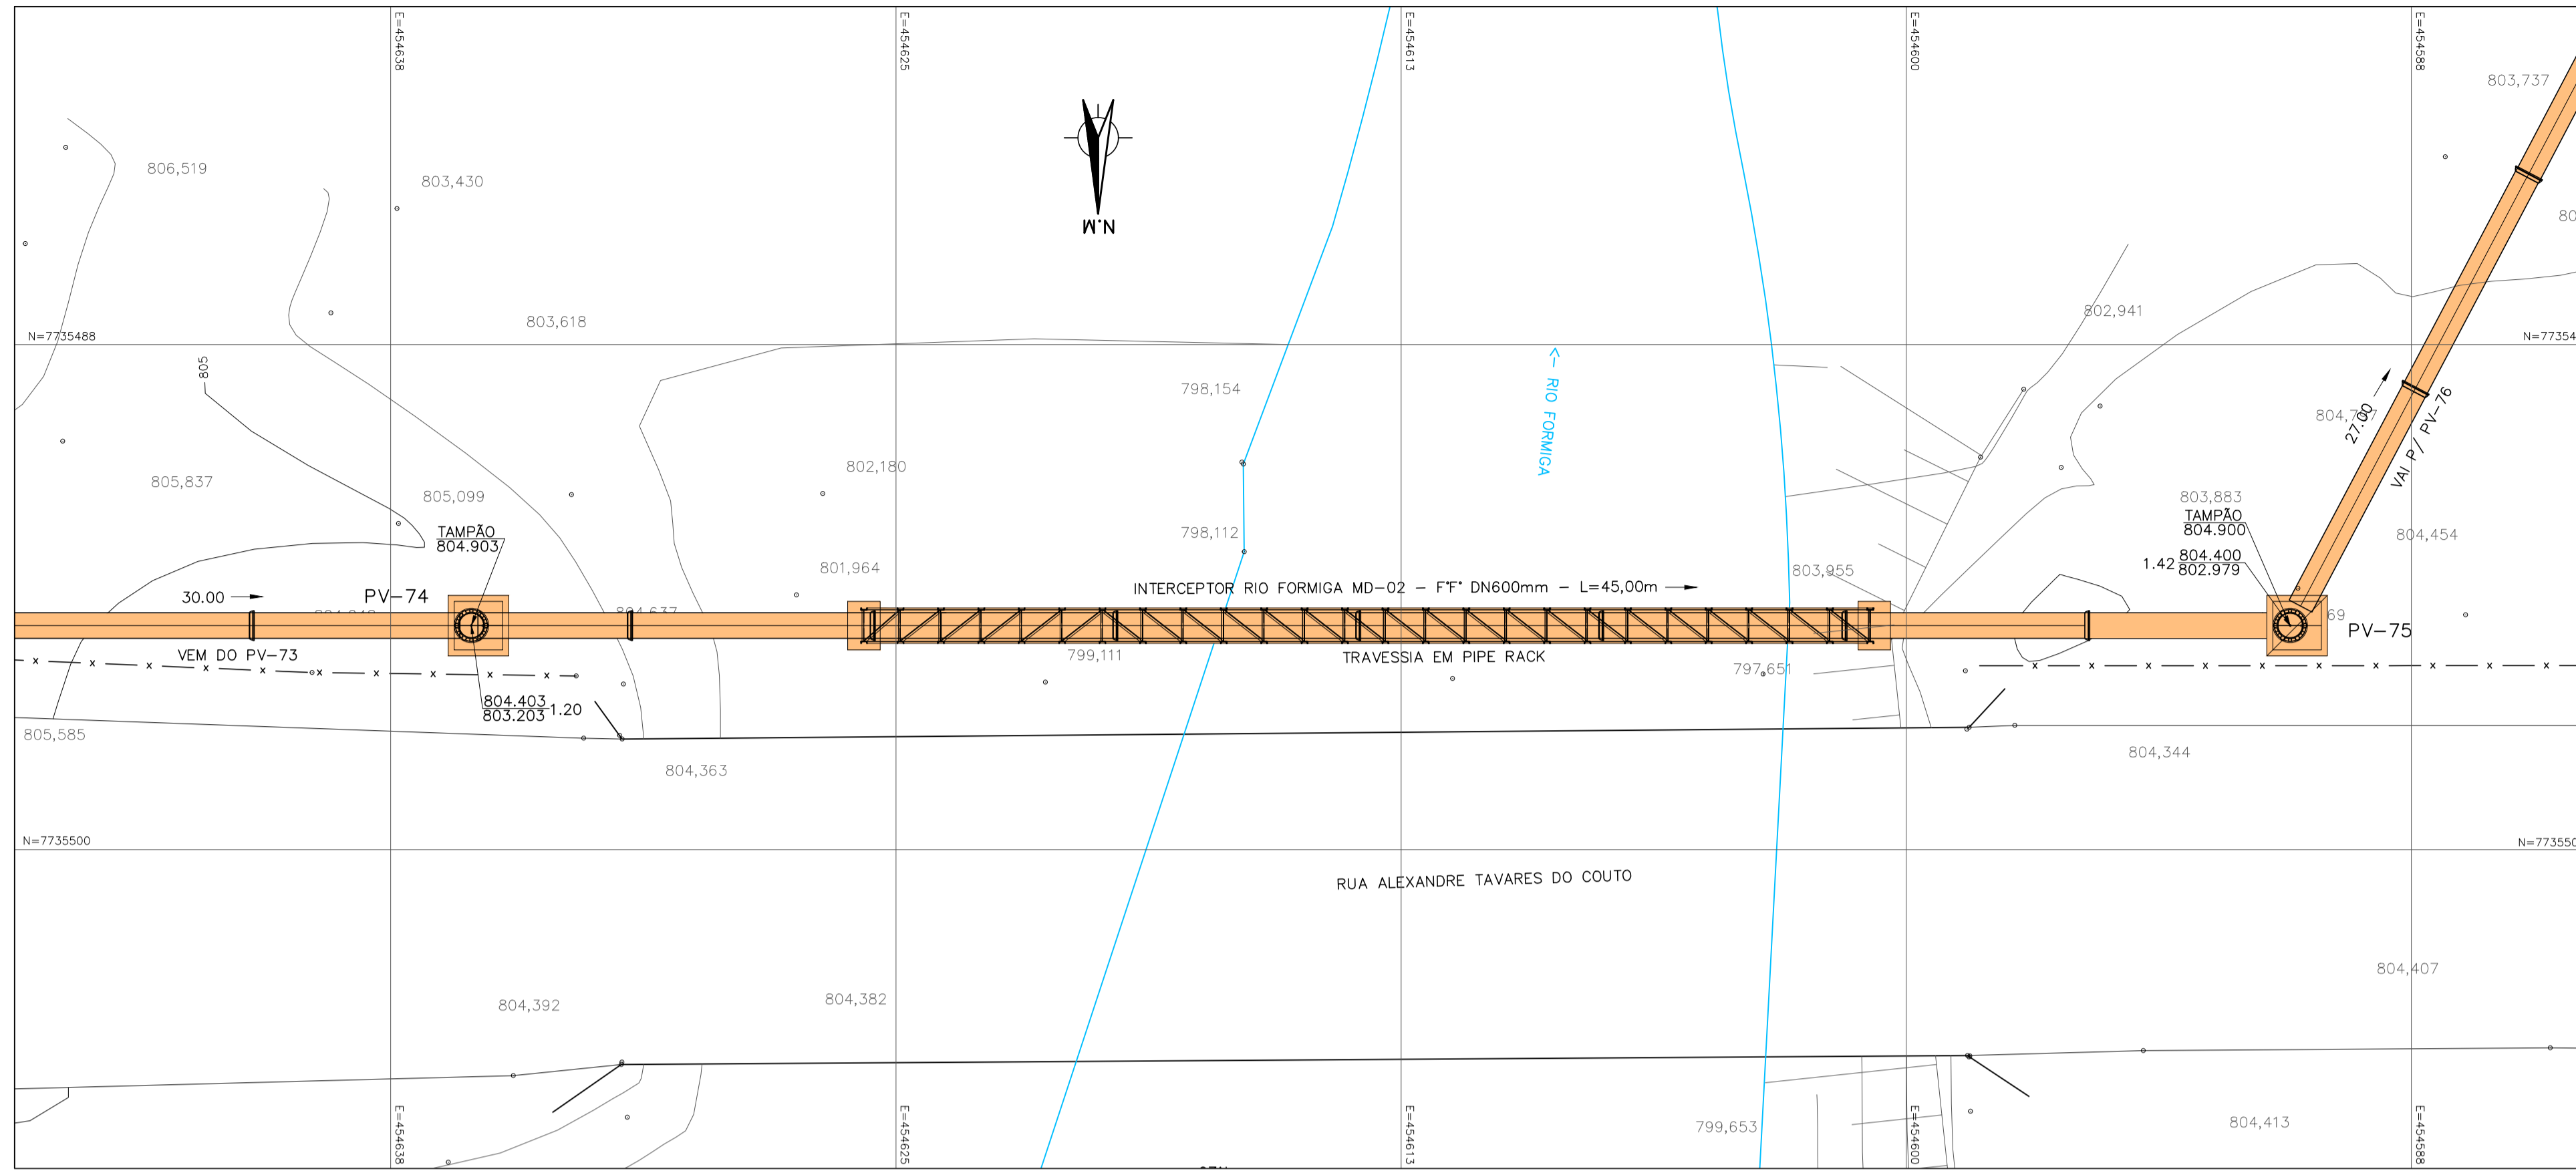 E=454638
E=454625
E=454613
E=454600
E=454588
803,737
806,519
803,430
N.M
803,618
802,941
N=7735488
805
798,154
<- RIO FORMIGA
27.00
VAI P/ PV-76
802,180
805,837
805,099
803,883
TAMPÃO
804.903
TAMPÃO
804.900
798,112
804,454
801,964
803,955
1.42
804.400
802.979
30.00
PV-74
INTERCEPTOR RIO FORMIGA MD-02 - F°F° DN600mm - L=45,00m
PV-75
VEM DO PV-73
799,111
TRAVESSIA EM PIPE RACK
797,651
804.403
803.203
1.20
805,585
804,363
804,344
N=7735500
RUA ALEXANDRE TAVARES DO COUTO
804,407
804,392
804,382
799,653
804,413
E=454638
E=454625
E=454613
E=454600
E=454588